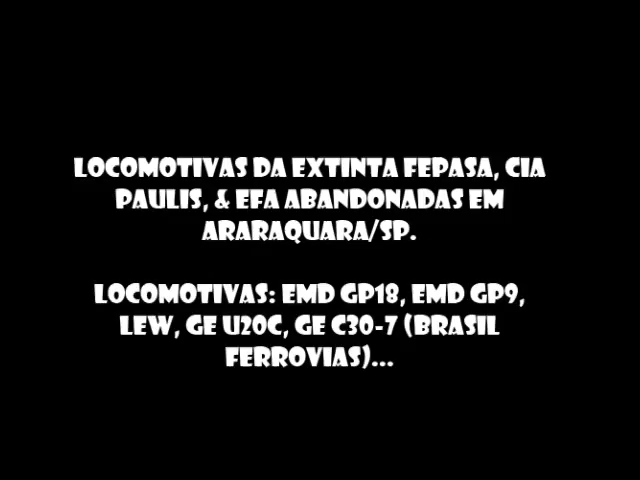 LOCOMOTIVAS DA EXTINTA FEPASA, CIA
PAULIS, & EFA ABANDONADAS EM
ARARAQUARA/SP.
LOCOMOTIVAS: EMD GP18, EMD GP9,
LEW, GE U20C, GE C30-7 (BRASIL
FERROVIAS)...